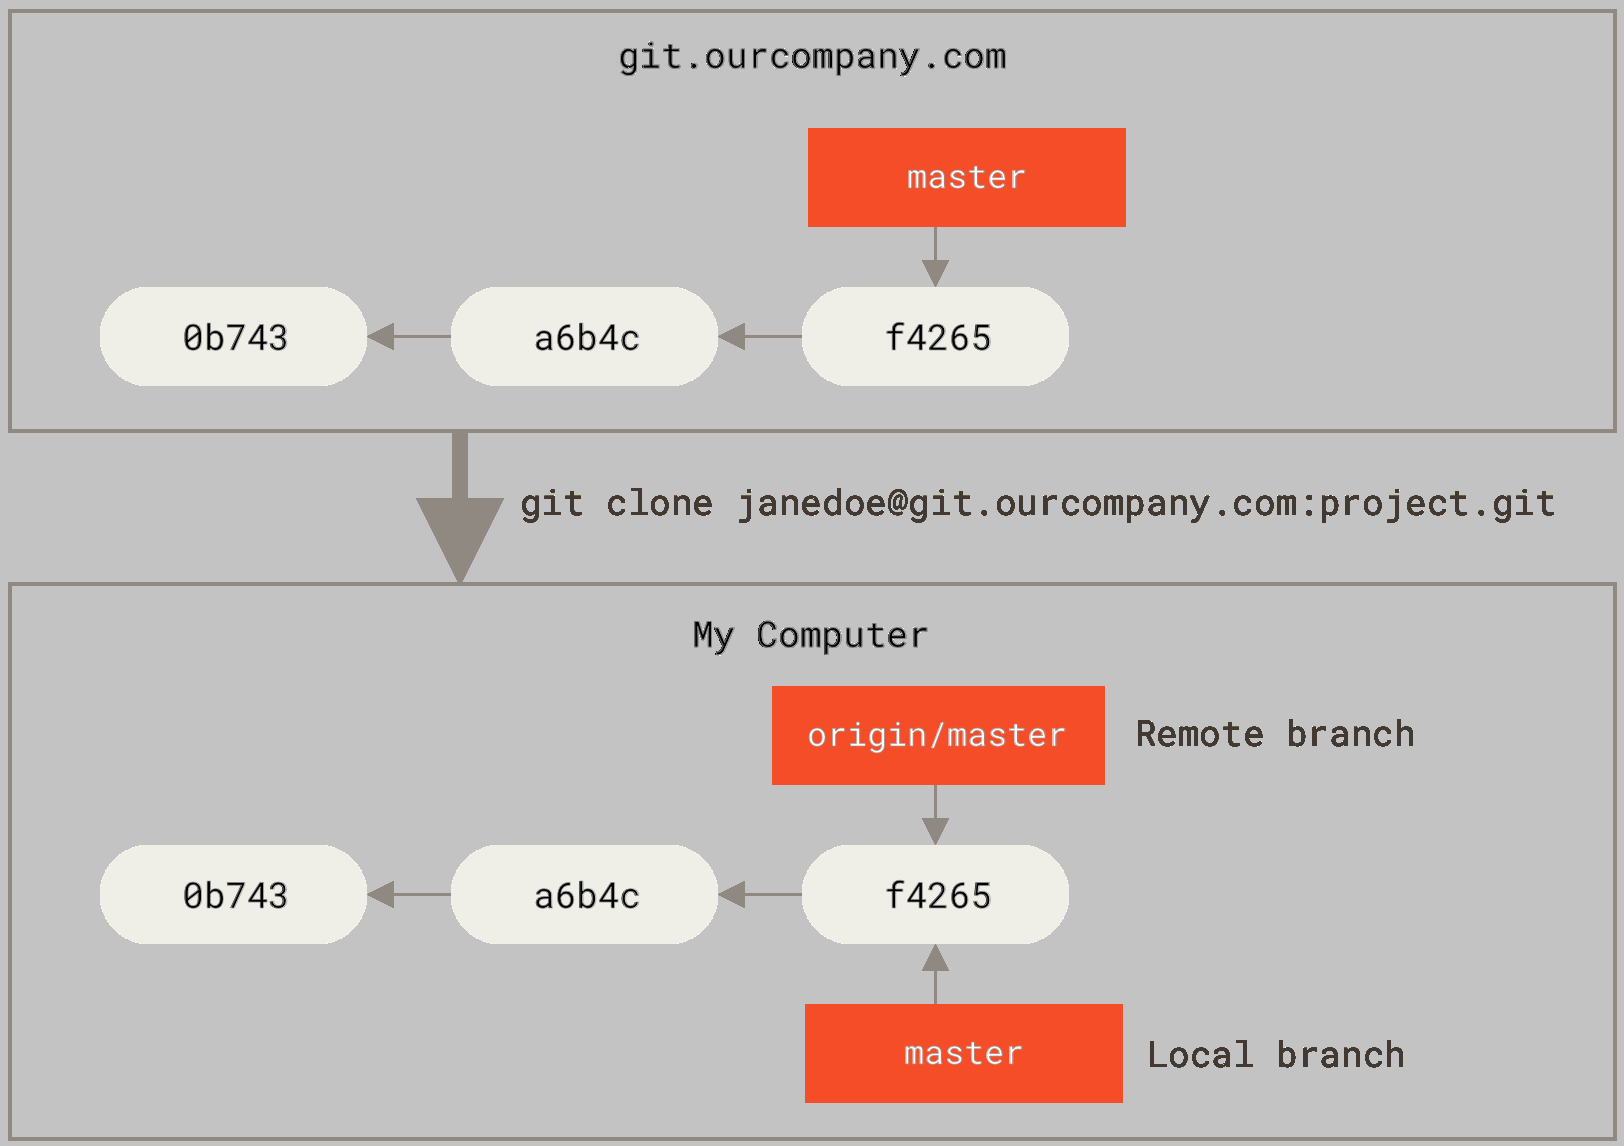 git.ourcompany.com
master
0b743
a6b4c
f4265
git clone janedoe@git.ourcompany.com:project.git
My Computer
origin/master
Remote branch
0b743
a6b4c
f4265
master
Local branch